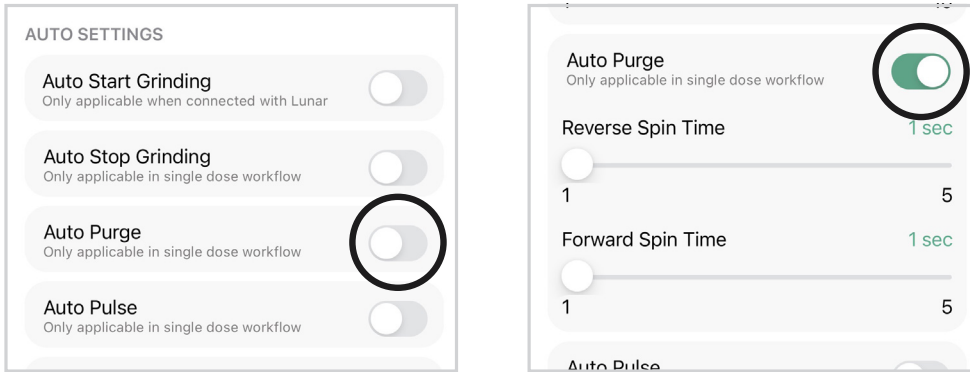 AUTO SETTINGS
Auto Start Grinding
Only applicable when connected with Lunar
Auto Stop Grinding
Only applicable in single dose workflow
Auto Purge
Only applicable in single dose workflow
Auto Pulse
Only applicable in single dose workflow
Auto Purge
Only applicable in single dose workflow
Reverse Spin Time 1 sec
1 5
Forward Spin Time 1 sec
1 5
Auto Pulse